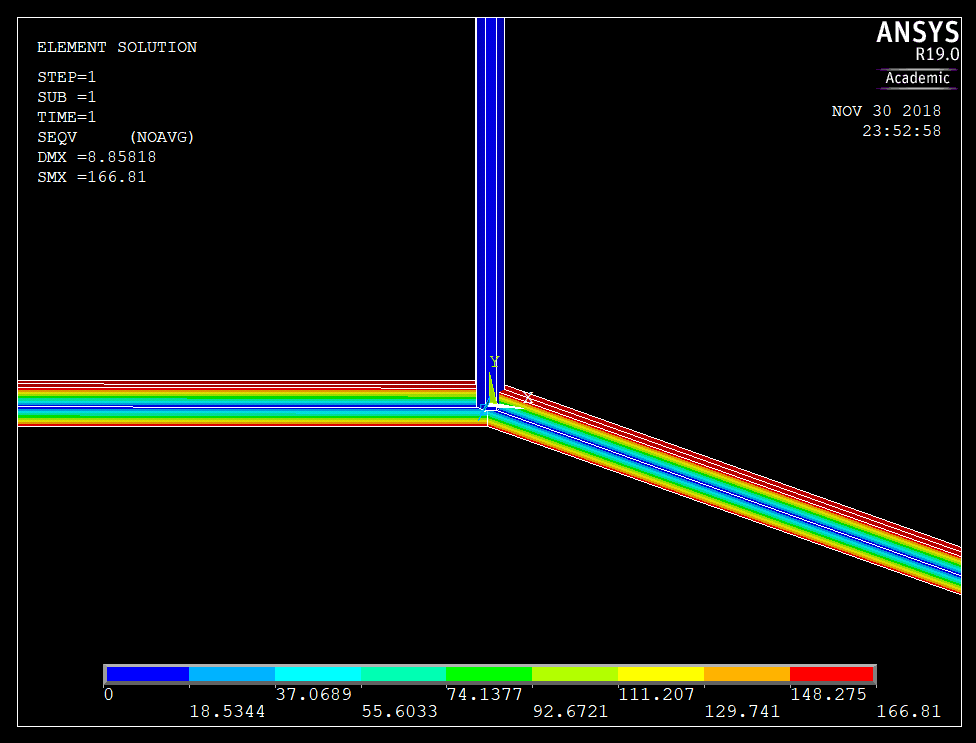 ELEMENT SOLUTION
STEP=1
SUB =1
TIME=1
SEQV (NOAVG)
DMX =8.85818
SMX =166.81
ANSYS
R19.0
Academic
NOV 30 2018
23:52:58
Y
X
0 37.0689 74.1377 111.207 148.275
18.5344 55.6033 92.6721 129.741 166.81